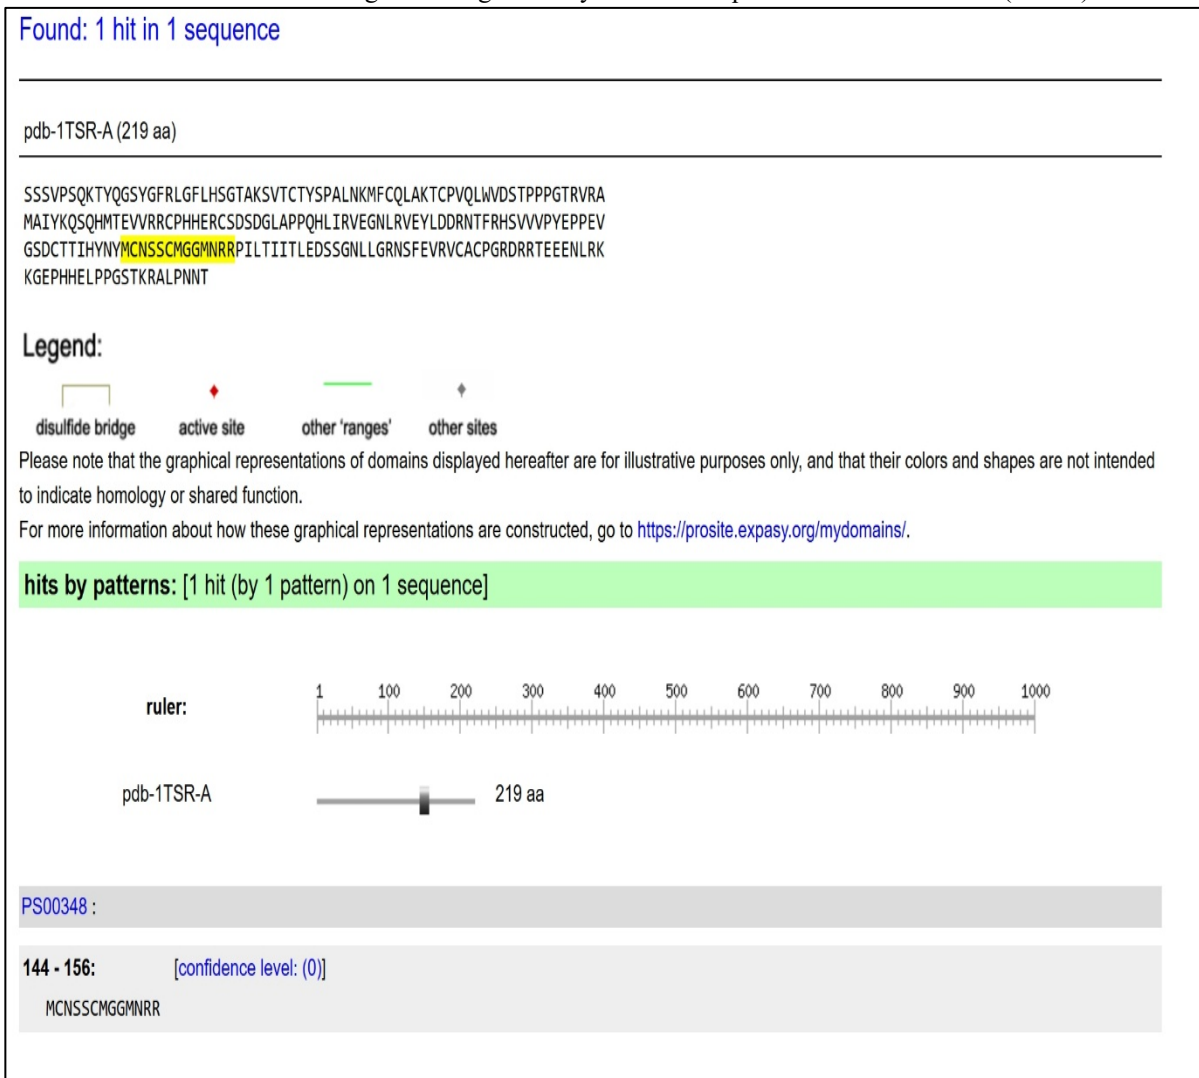 Found: 1 hit in 1 sequence
pdb-1TSR-A (219 aa)
SSSVPSQKTYQGSYGFRLGFLHSGTAKSVTCTYSPALNKMFCQLAKTCPVQLWVDSTPPPGTRVRA
MAIYKQSQHMTEVVRRCPHHERCSDSDGLAPPQHLIRVEGNLRVEYLDDRNTFRHSVVVPYEPPEV
GSDCTTIHYNYMCNSSCMGGMNRRPILTIITLEDSSGNLLGRNSFEVRVCACPGRDRRTEEENLRK
KGEPHHELPPGSTKRALPNNT
Legend:
disulfide bridge active site other 'ranges' other sites
Please note that the graphical representations of domains displayed hereafter are for illustrative purposes only, and that their colors and shapes are not intended
to indicate homology or shared function.
For more information about how these graphical representations are constructed, go to https://prosite.expasy.org/mydomains/.
hits by patterns: [1 hit (by 1 pattern) on 1 sequence]
1 100 200 300 400 500 600 700 800 900 1000
ruler:
pdb-1TSR-A 219 aa
PS00348 :
144 - 156: [confidence level: (0)]
MCNSSCMGGMNRR